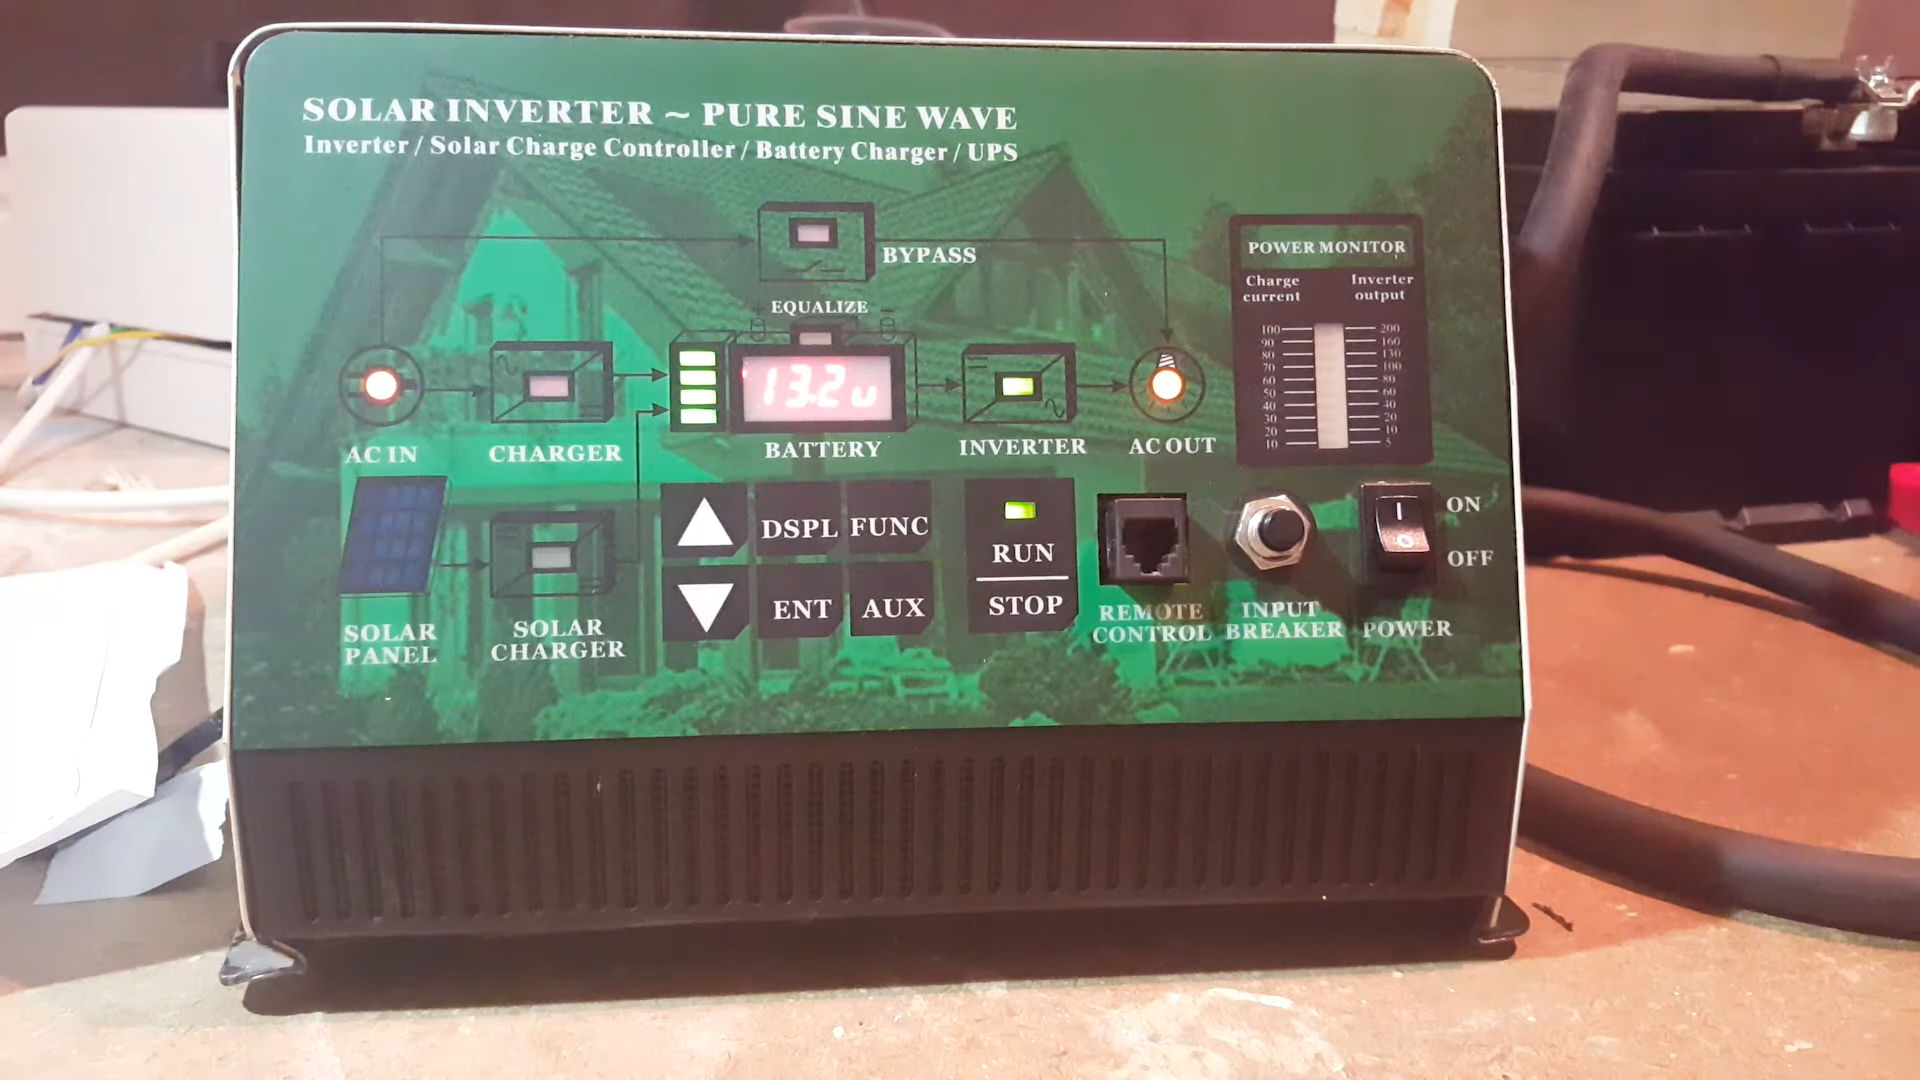 SOLAR INVERTER ~ PURE SINE WAVE
Inverter / Solar Charge Controller / Battery Charger / UPS
BYPASS
EQUALIZE
POWER MONITOR
Charge current
Inverter output
100 200
90 160
80 130
70 100
60 80
50 60
40 40
30 20
20 10
10 5
13.2u
AC IN
CHARGER
BATTERY
INVERTER
AC OUT
SOLAR
PANEL
SOLAR
CHARGER
DSPL
FUNC
ENT
AUX
RUN
STOP
REMOTE
CONTROL
INPUT
BREAKER
ON
OFF
I
O
POWER